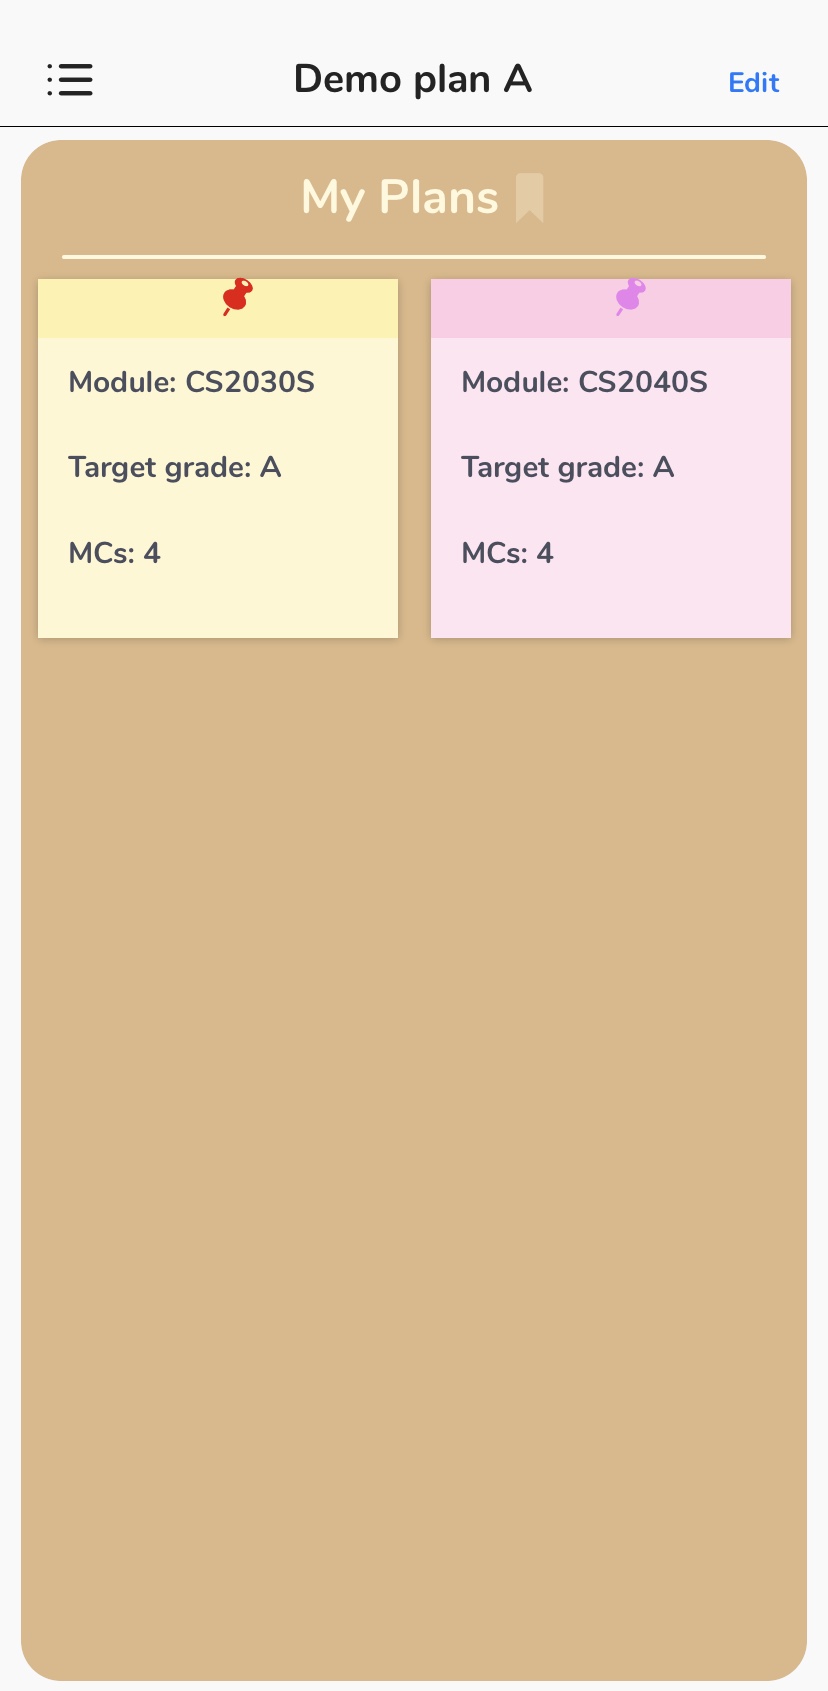 Demo plan A
Edit
My Plans
Module: CS2030S
Target grade: A
MCs: 4
Module: CS2040S
Target grade: A
MCs: 4